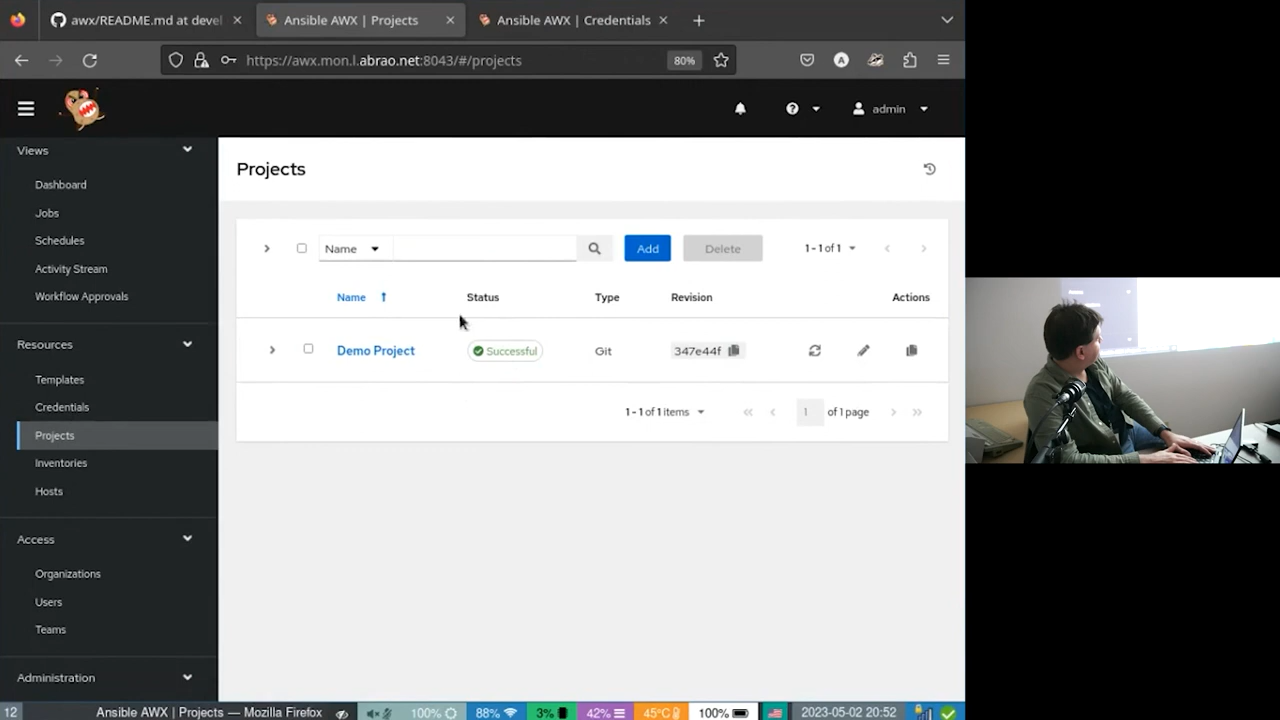 awx/README.md at devel
Ansible AWX | Projects
Ansible AWX | Credentials
https://awx.mon.l.abrao.net:8043/#/projects
80%
A
admin
Views
Dashboard
Jobs
Schedules
Activity Stream
Workflow Approvals
Resources
Templates
Credentials
Projects
Inventories
Hosts
Access
Organizations
Users
Teams
Administration
Projects
Name
Add
Delete
1 - 1 of 1
Name
Status
Type
Revision
Actions
Demo Project
Successful
Git
347e44f
1 - 1 of 1 items
1
of 1 page
12
Ansible AWX | Projects — Mozilla Firefox
100%
88%
3%
42%
45°C
100%
2023-05-02 20:52